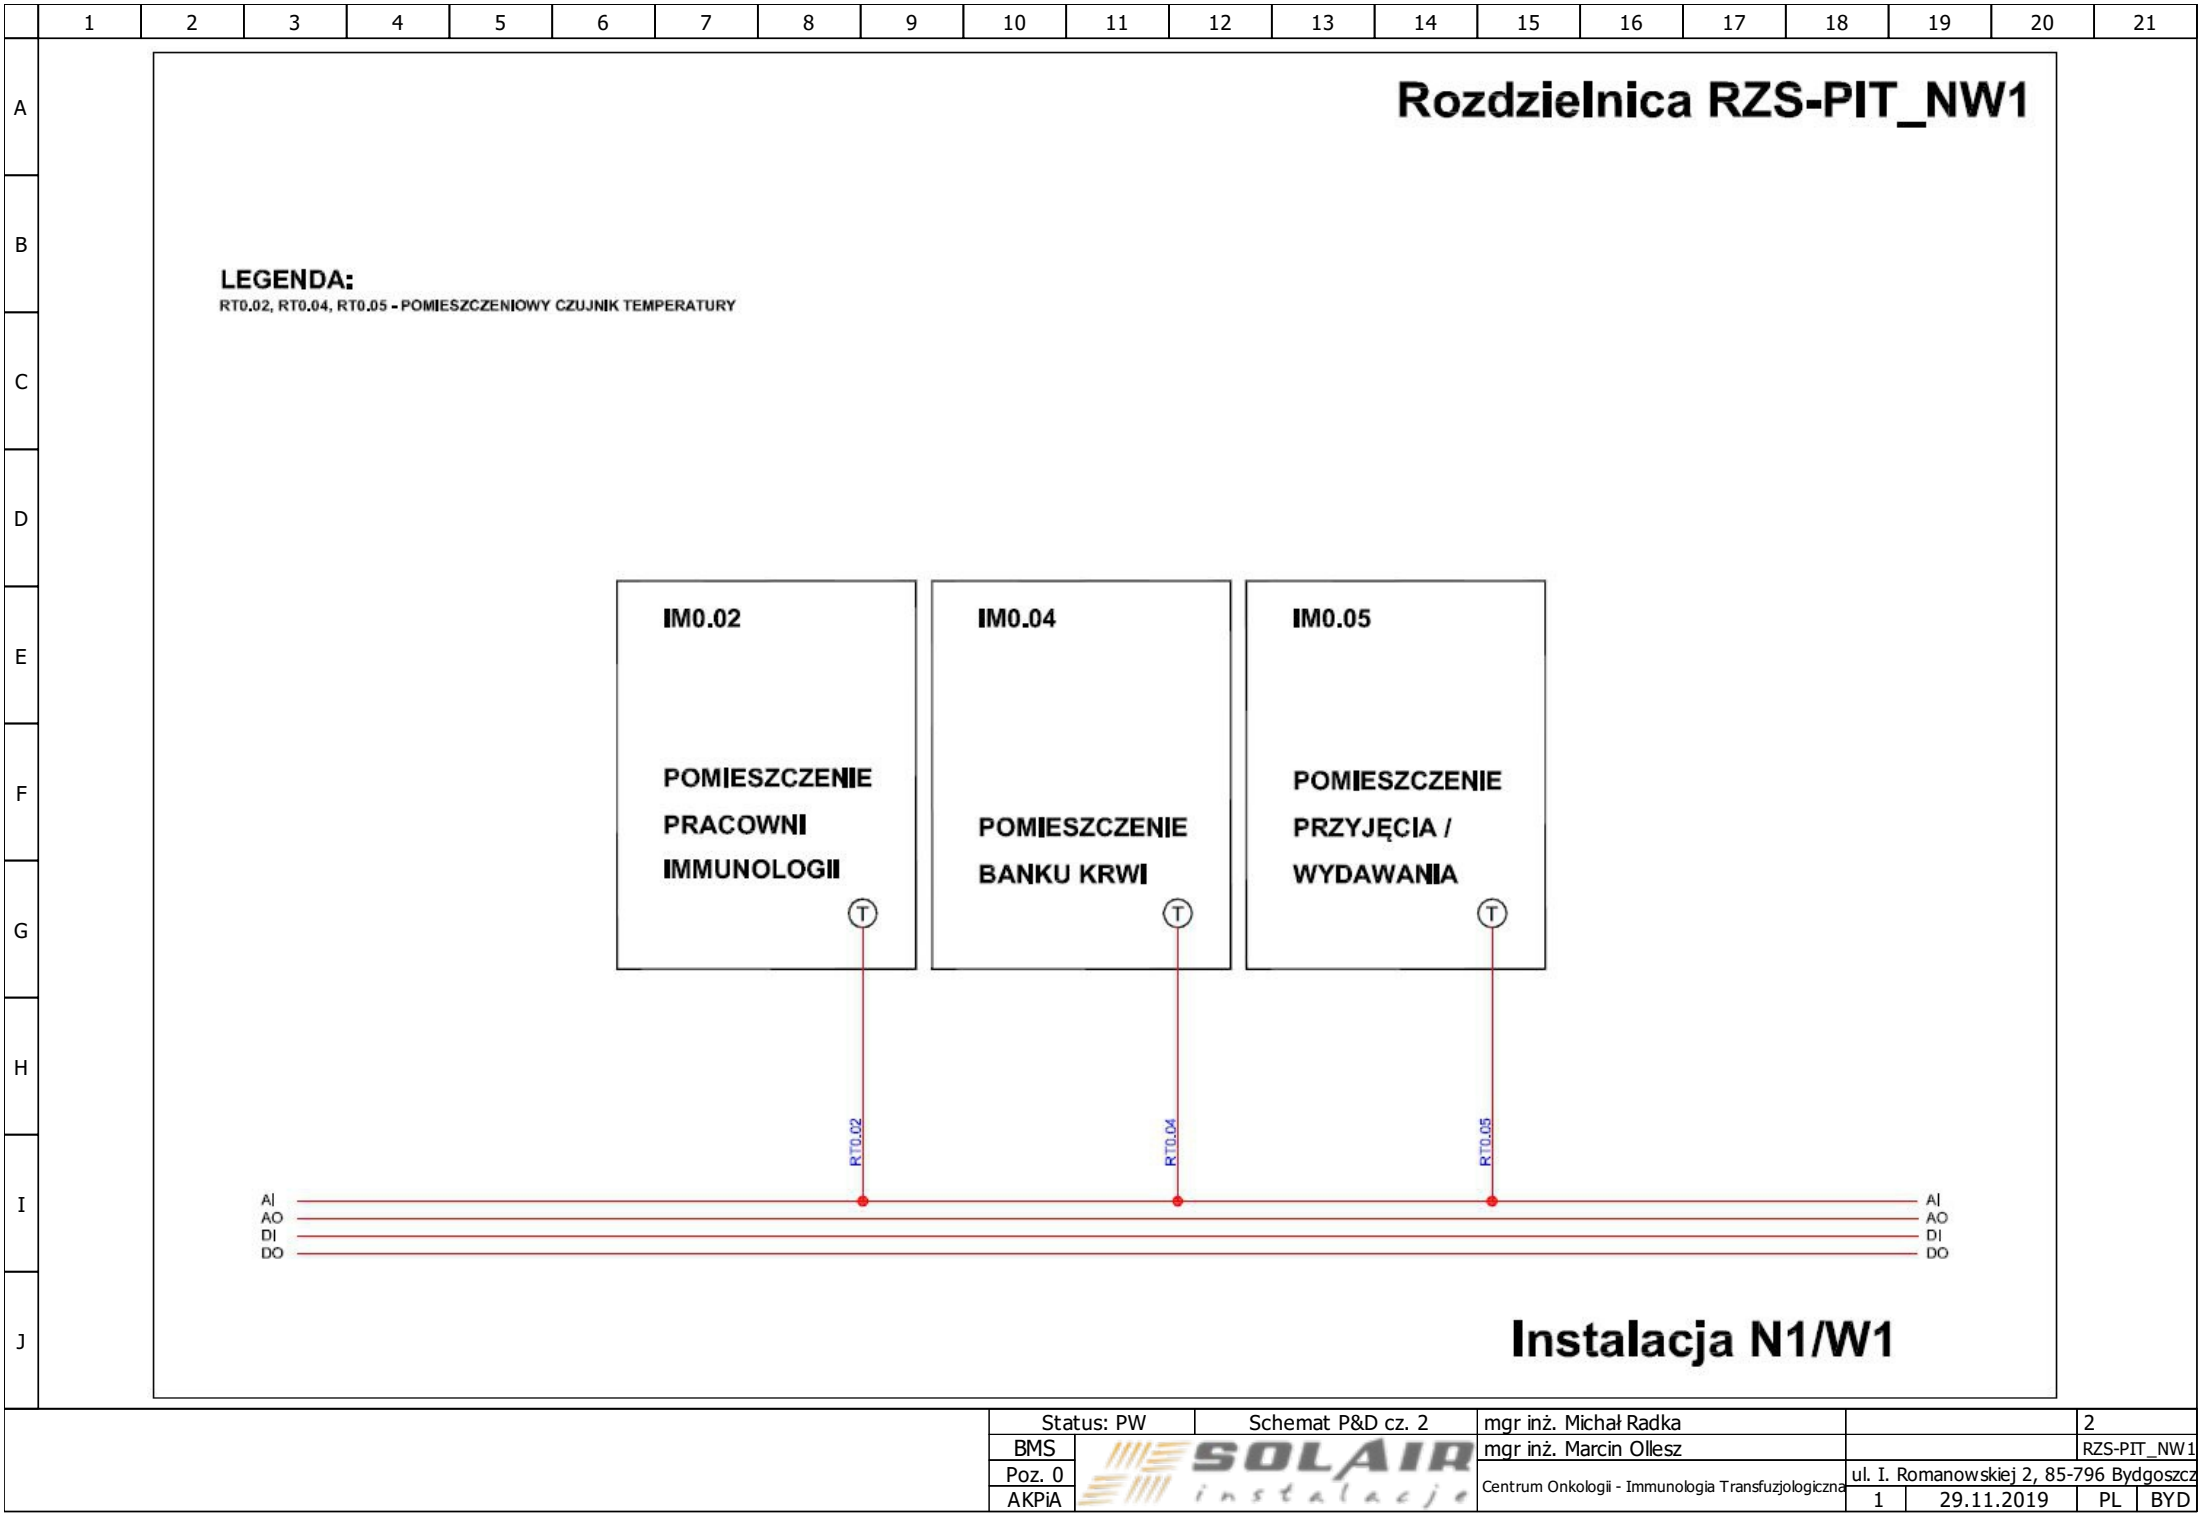 1 2 3 4 5 6 7 8 9 10 11 12 13 14 15 16 17 18 19 20 21
A
Rozdzielnica RZS-PIT_NW1
B
LEGENDA:
RT0.02, RT0.04, RT0.05 - POMIESZCZENIOWY CZUJNIK TEMPERATURY
C
D
E
IM0.02
POMIESZCZENIE
PRACOWNI
IMMUNOLOGII
T
IM0.04
POMIESZCZENIE
BANKU KRWI
T
IM0.05
POMIESZCZENIE
PRZYJĘCIA /
WYDAWANIA
T
F
G
H
RT0.02
RT0.04
RT0.05
I
AI AI
AO AO
DI DI
DO DO
J
Instalacja N1/W1
Status: PW Schemat P&D cz. 2 mgr inż. Michał Radka 2
BMS mgr inż. Marcin Ollesz RZS-PIT_NW1
SOLAIR
instalacje
Poz. 0 Centrum Onkologii - Immunologia Transfuzjologiczna ul. I. Romanowskiej 2, 85-796 Bydgoszcz
AKPiA 1 29.11.2019 PL BYD